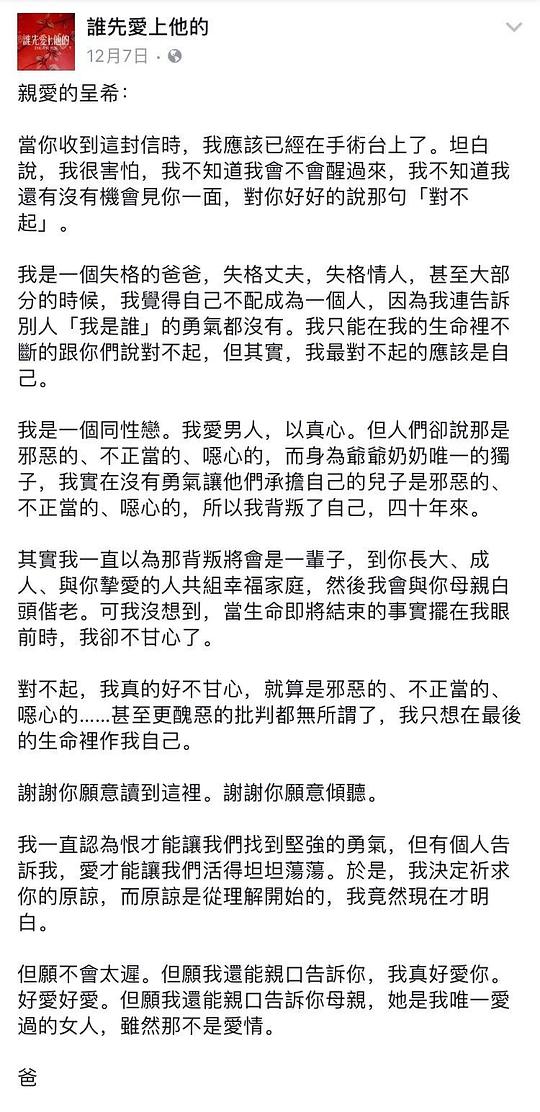 誰先愛上他的
誰先愛上他的
12月7日
親愛的呈希：
當你收到這封信時，我應該已經在手術台上了。坦白
說，我很害怕，我不知道我會不會醒過來，我不知道我
還有沒有機會見你一面，對你好好的說那句「對不
起」。
我是一個失格的爸爸，失格丈夫，失格情人，甚至大部
分的時候，我覺得自己不配成為一個人，因為我連告訴
別人「我是誰」的勇氣都沒有。我只能在我的生命裡不
斷的跟你們說對不起，但其實，我最對不起的應該是自
己。
我是一個同性戀。我愛男人，以真心。但人們卻說那是
邪惡的、不正當的、噁心的，而身為爺爺奶奶唯一的獨
子，我實在沒有勇氣讓他們承擔自己的兒子是邪惡的、
不正當的、噁心的，所以我背叛了自己，四十年來。
其實我一直以為那背叛將會是一輩子，到你長大、成
人、與你摯愛的人共組幸福家庭，然後我會與你母親白
頭偕老。可我沒想到，當生命即將結束的事實擺在我眼
前時，我卻不甘心了。
對不起，我真的好不甘心，就算是邪惡的、不正當的、
噁心的......甚至更醜惡的批判都無所謂了，我只想在最後
的生命裡作我自己。
謝謝你願意讀到這裡。謝謝你願意傾聽。
我一直認為恨才能讓我們找到堅強的勇氣，但有個人告
訴我，愛才能讓我們活得坦坦蕩蕩。於是，我決定祈求
你的原諒，而原諒是從理解開始的，我竟然現在才明
白。
但願不會太遲。但願我還能親口告訴你，我真好愛你。
好愛好愛。但願我還能親口告訴你母親，她是我唯一愛
過的女人，雖然那不是愛情。
爸